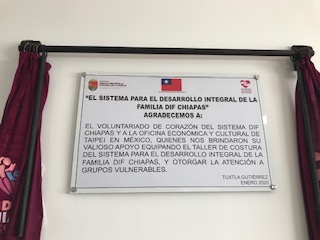 "EL SISTEMA PARA EL DESARROLLO INTEGRAL DE LA
FAMILIA DIF CHIAPAS"
AGRADECEMOS A:
EL VOLUNTARIADO DE CORAZÓN DEL SISTEMA DIF
CHIAPAS Y A LA OFICINA ECONÓMICA Y CULTURAL DE
TAIPEI EN MÉXICO, QUIENES NOS BRINDARON SU
VALIOSO APOYO EQUIPANDO EL TALLER DE COSTURA
DEL SISTEMA PARA EL DESARROLLO INTEGRAL DE LA
FAMILIA DIF CHIAPAS, Y OTORGAR LA ATENCIÓN A
GRUPOS VULNERABLES.
TUXTLA GUTIÉRREZ
ENERO 2020